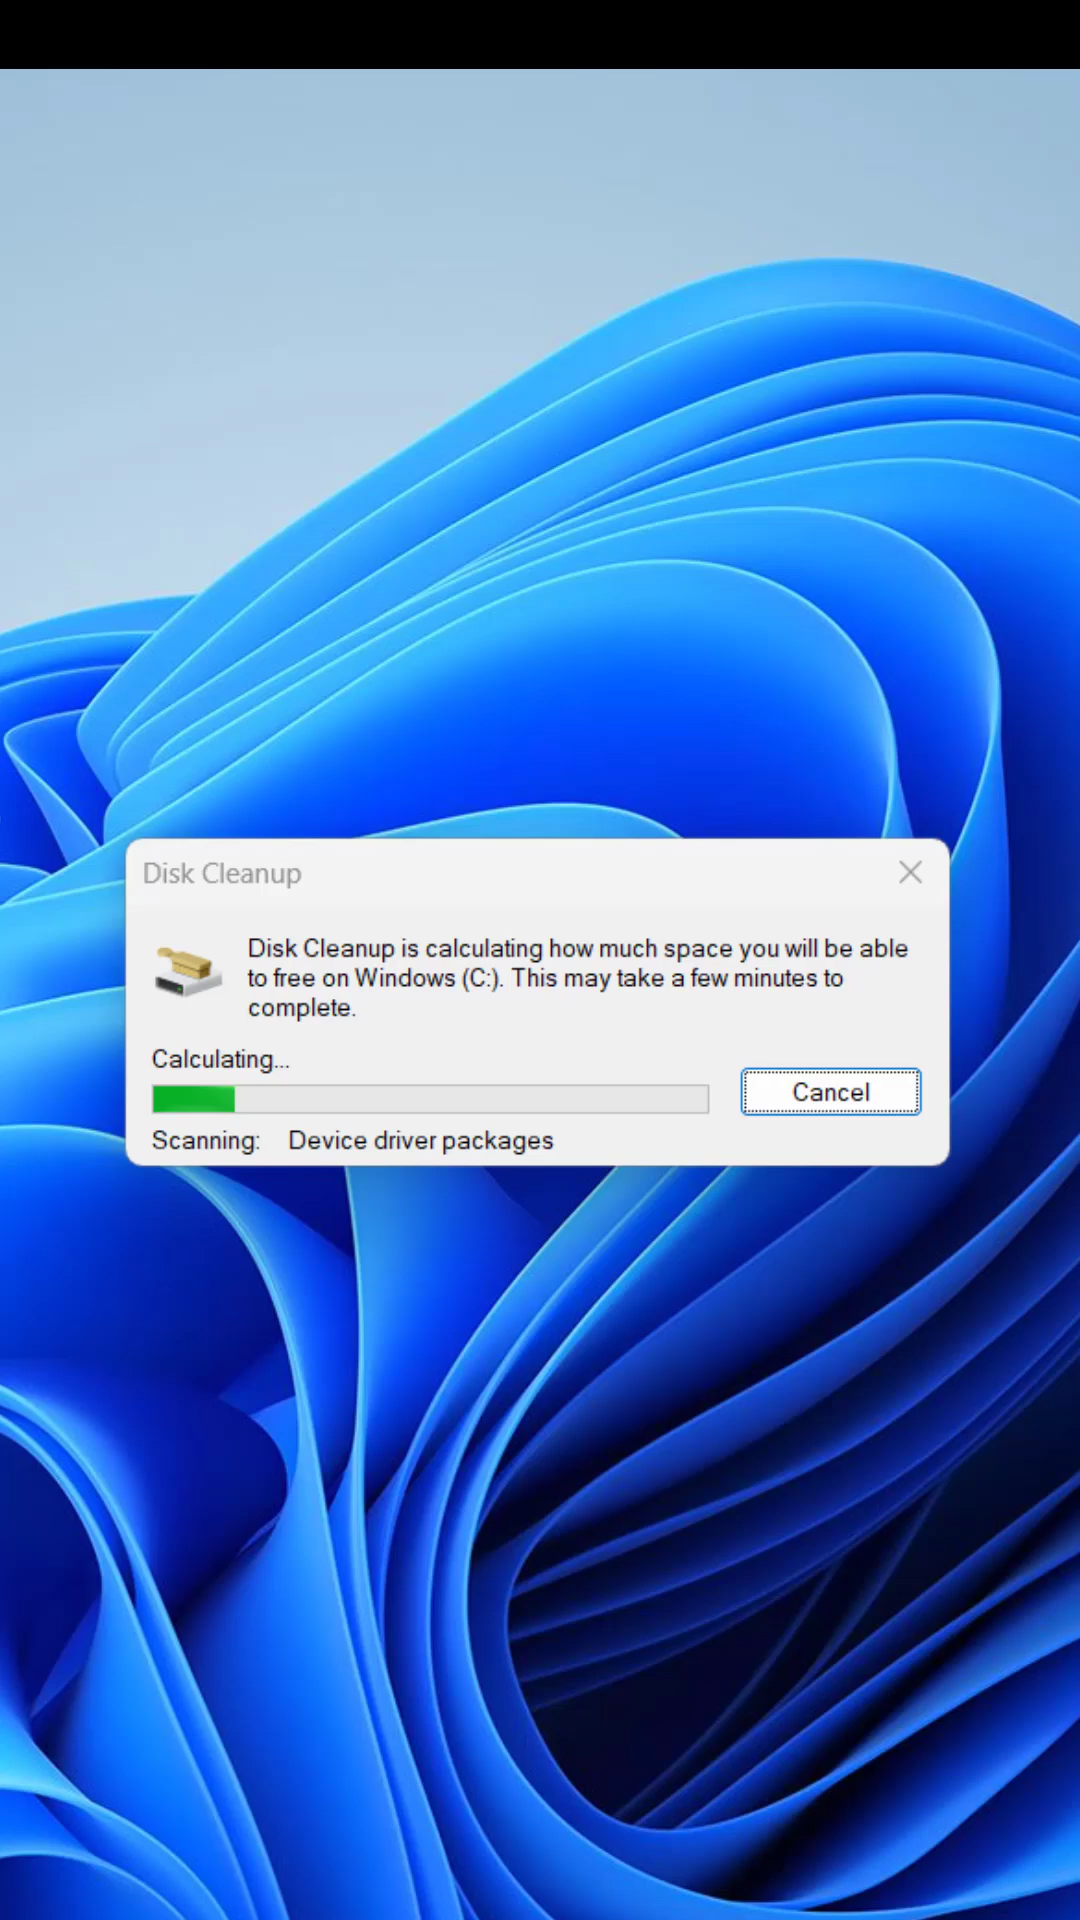 Disk Cleanup
Disk Cleanup is calculating how much space you will be able
to free on Windows (C:). This may take a few minutes to
complete.
Calculating...
Cancel
Scanning: Device driver packages